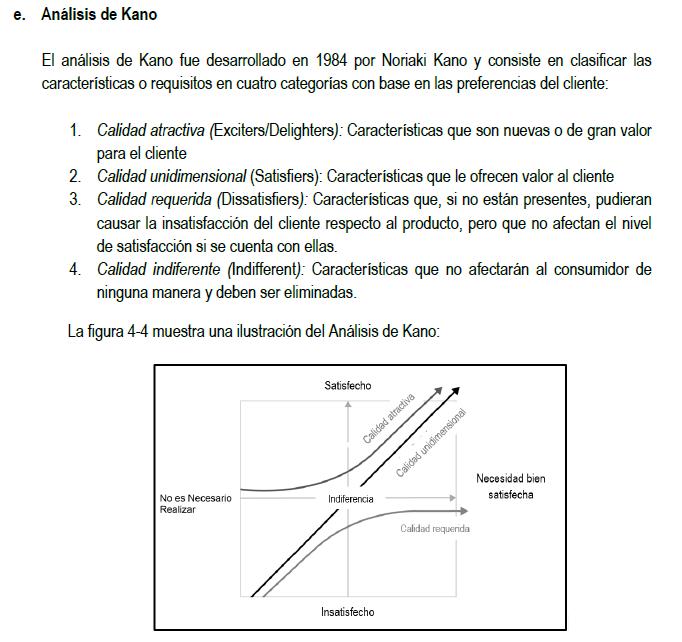 e. Análisis de Kano
El análisis de Kano fue desarrollado en 1984 por Noriaki Kano y consiste en clasificar las
características o requisitos en cuatro categorías con base en las preferencias del cliente:
1. Calidad atractiva (Exciters/Delighters): Características que son nuevas o de gran valor
para el cliente
2. Calidad unidimensional (Satisfiers): Características que le ofrecen valor al cliente
3. Calidad requerida (Dissatisfiers): Características que, si no están presentes, pudieran
causar la insatisfacción del cliente respecto al producto, pero que no afectan el nivel
de satisfacción si se cuenta con ellas.
4. Calidad indiferente (Indifferent): Características que no afectarán al consumidor de
ninguna manera y deben ser eliminadas.
La figura 4-4 muestra una ilustración del Análisis de Kano:
Satisfecho
Calidad atractiva
Calidad unidimensional
Necesidad bien
satisfecha
No es Necesario
Realizar
Indiferencia
Calidad requerida
Insatisfecho